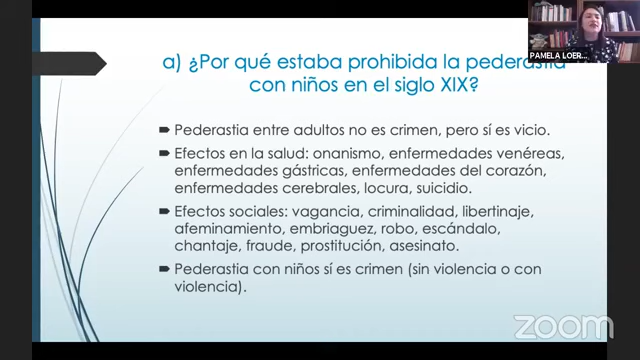 a) ¿Por qué estaba prohibida la pederastia
con niños en el siglo XIX?
PAMELA LOER...
Pederastia entre adultos no es crimen, pero sí es vicio.
Efectos en la salud: onanismo, enfermedades venéreas,
enfermedades gástricas, enfermedades del corazón,
enfermedades cerebrales, locura, suicidio.
Efectos sociales: vagancia, criminalidad, libertinaje,
afeminamiento, embriaguez, robo, escándalo,
chantaje, fraude, prostitución, asesinato.
Pederastia con niños sí es crimen (sin violencia o con
violencia).
zoom